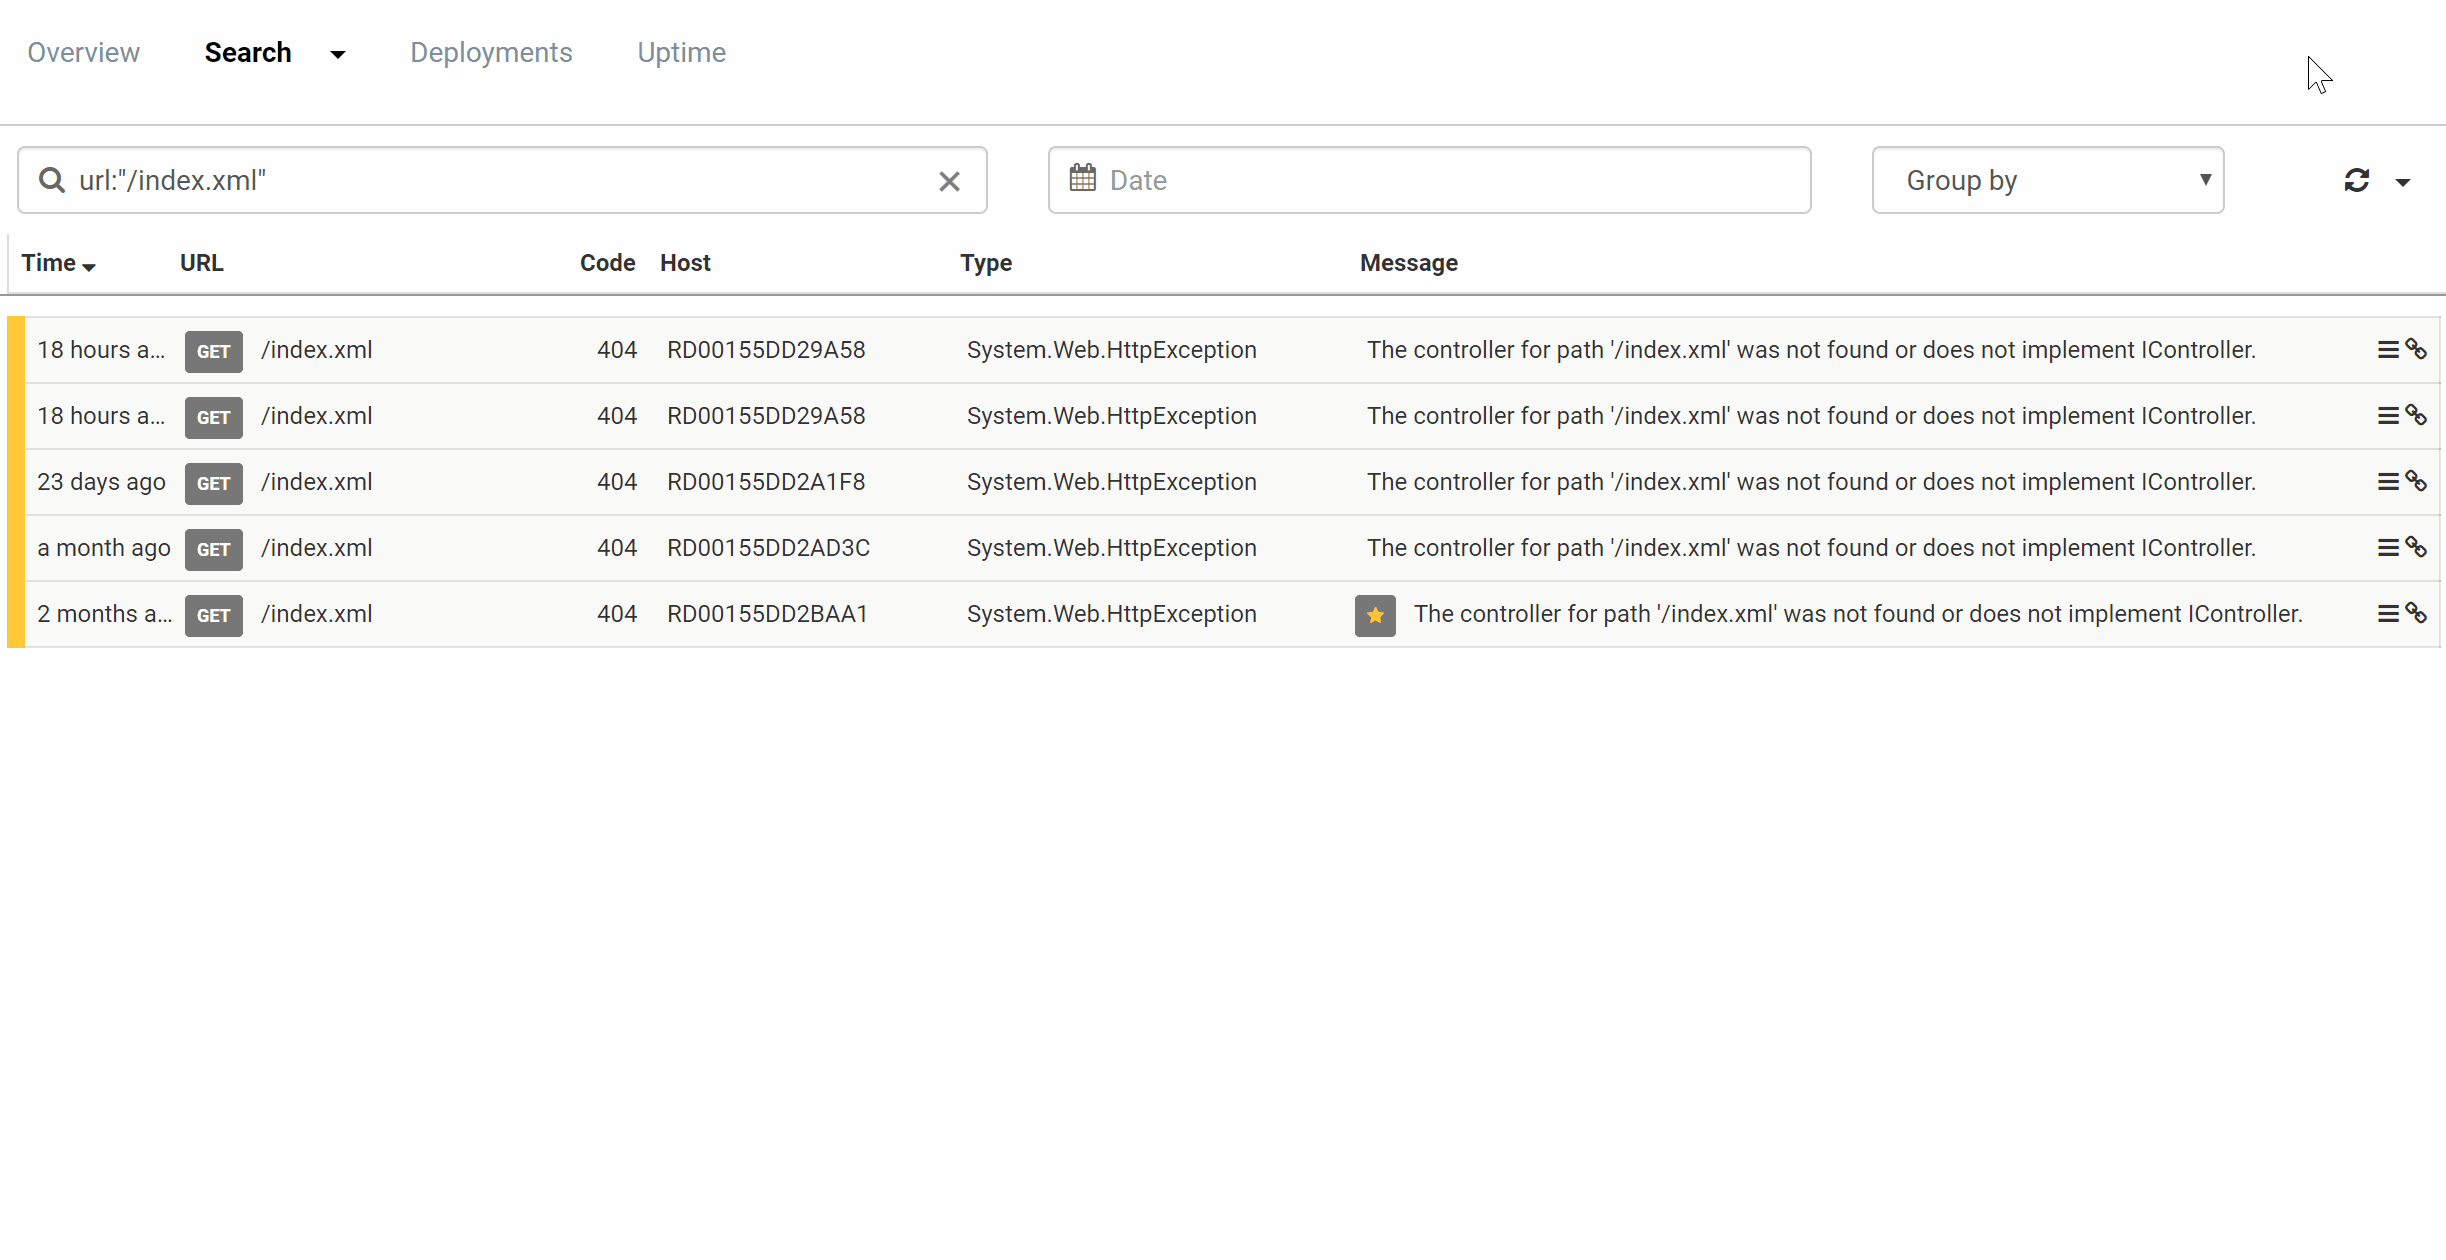 Overview Search Deployments Uptime
url:"/index.xml" Date Group by
Time URL Code Host Type Message
18 hours a... GET /index.xml 404 RD00155DD29A58 System.Web.HttpException The controller for path '/index.xml' was not found or does not implement IController.
18 hours a... GET /index.xml 404 RD00155DD29A58 System.Web.HttpException The controller for path '/index.xml' was not found or does not implement IController.
23 days ago GET /index.xml 404 RD00155DD2A1F8 System.Web.HttpException The controller for path '/index.xml' was not found or does not implement IController.
a month ago GET /index.xml 404 RD00155DD2AD3C System.Web.HttpException The controller for path '/index.xml' was not found or does not implement IController.
2 months a... GET /index.xml 404 RD00155DD2BAA1 System.Web.HttpException The controller for path '/index.xml' was not found or does not implement IController.